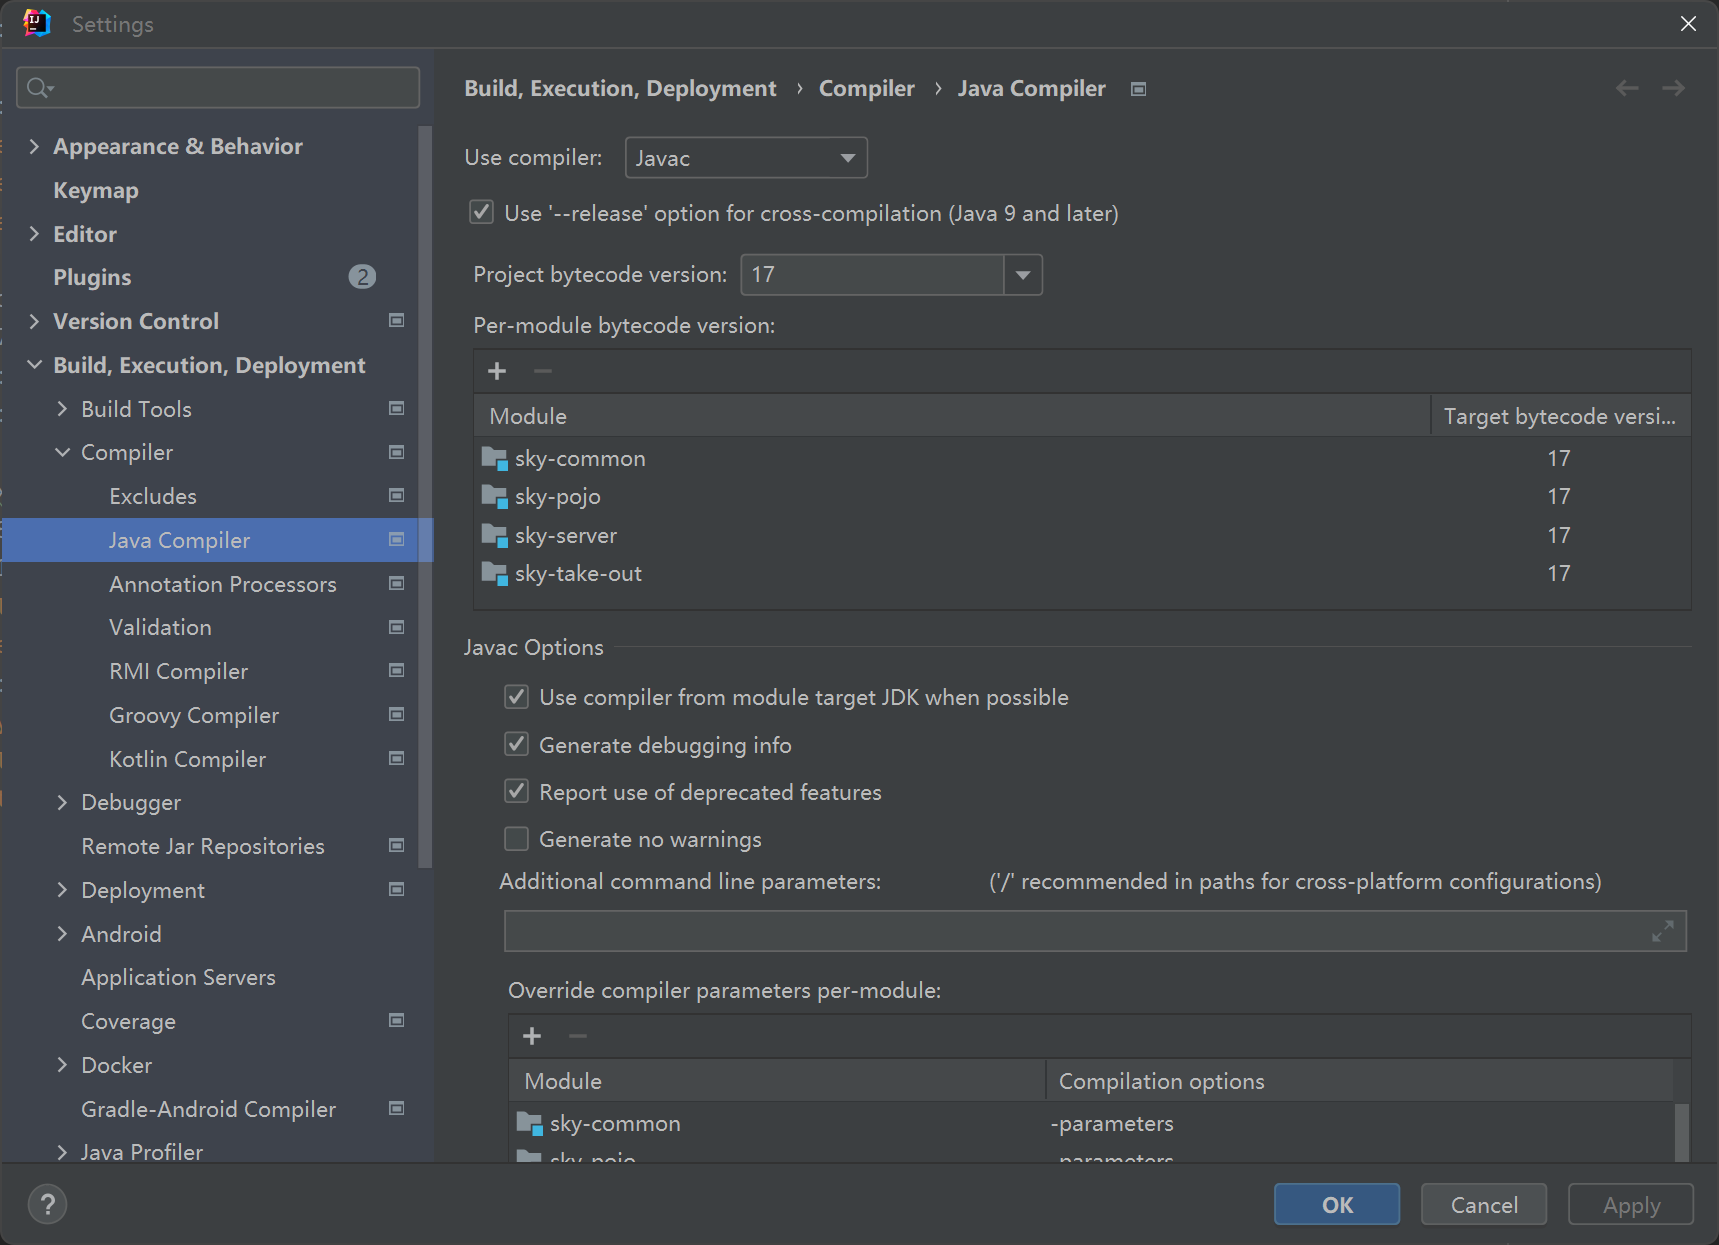 Settings
Appearance & Behavior
Keymap
Editor
Plugins 2
Version Control
Build, Execution, Deployment
Build Tools
Compiler
Excludes
Java Compiler
Annotation Processors
Validation
RMI Compiler
Groovy Compiler
Kotlin Compiler
Debugger
Remote Jar Repositories
Deployment
Android
Application Servers
Coverage
Docker
Gradle-Android Compiler
Java Profiler
Build, Execution, Deployment › Compiler › Java Compiler
Use compiler: Javac
Use '--release' option for cross-compilation (Java 9 and later)
Project bytecode version: 17
Per-module bytecode version:
Module Target bytecode versi...
sky-common 17
sky-pojo 17
sky-server 17
sky-take-out 17
Javac Options
Use compiler from module target JDK when possible
Generate debugging info
Report use of deprecated features
Generate no warnings
Additional command line parameters: ('/' recommended in paths for cross-platform configurations)
Override compiler parameters per-module:
Module Compilation options
sky-common -parameters
sky-pojo -parameters
? OK Cancel Apply